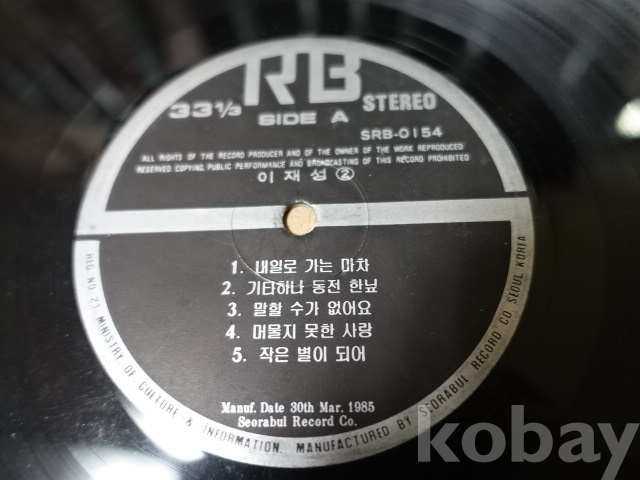 RB
33⅓
STEREO
SIDE A
SRB-0154
ALL RIGHTS OF THE RECORD PRODUCER AND OF THE OWNER OF THE WORK REPRODUCED
RESERVED COPYING, PUBLIC PERFORMANCE AND BROADCASTING OF THIS RECORD PROHIBITED
이재성②
1. 내일로 가는 마차
2. 기타하나 동전 한닢
3. 말할 수가 없어요
4. 머물지 못한 사랑
5. 작은 별이 되어
Manuf. Date 30th Mar. 1985
Seorabul Record Co.
REG NO. 21 MINISTRY OF CULTURE & INFORMATION. MANUFACTURED BY SEORABUL RECORD CO SEOUL KOREA
kobay